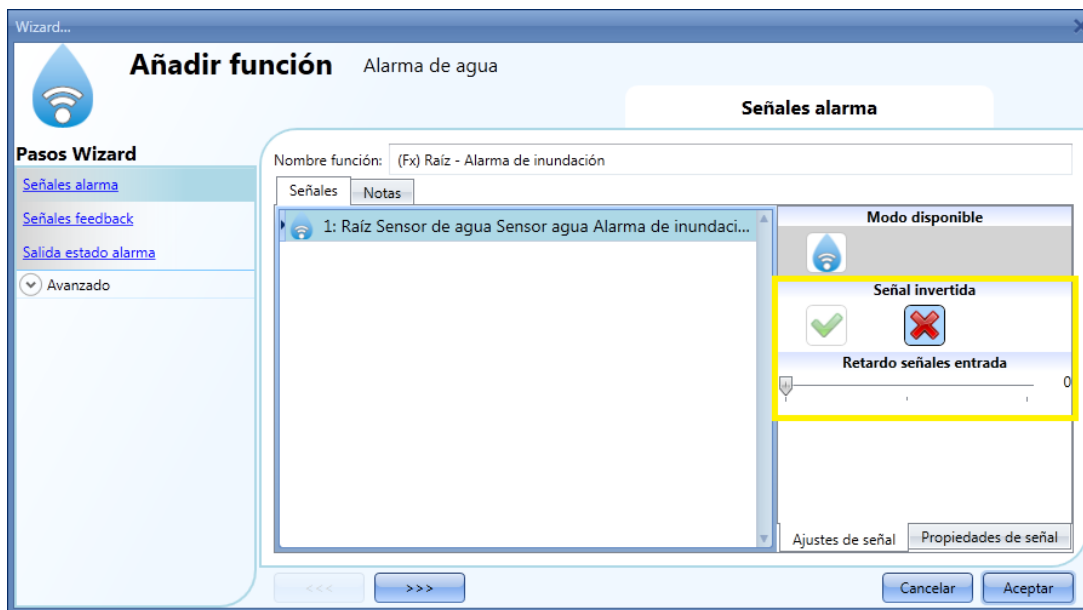 Wizard...
Añadir función Alarma de agua
Señales alarma
Pasos Wizard
Señales alarma
Señales feedback
Salida estado alarma
Avanzado
Nombre función: (Fx) Raíz - Alarma de inundación
Señales Notas
1: Raíz Sensor de agua Sensor agua Alarma de inundaci...
Modo disponible
Señal invertida
Retardo señales entrada
0
Ajustes de señal Propiedades de señal
<<< >>> Cancelar Aceptar